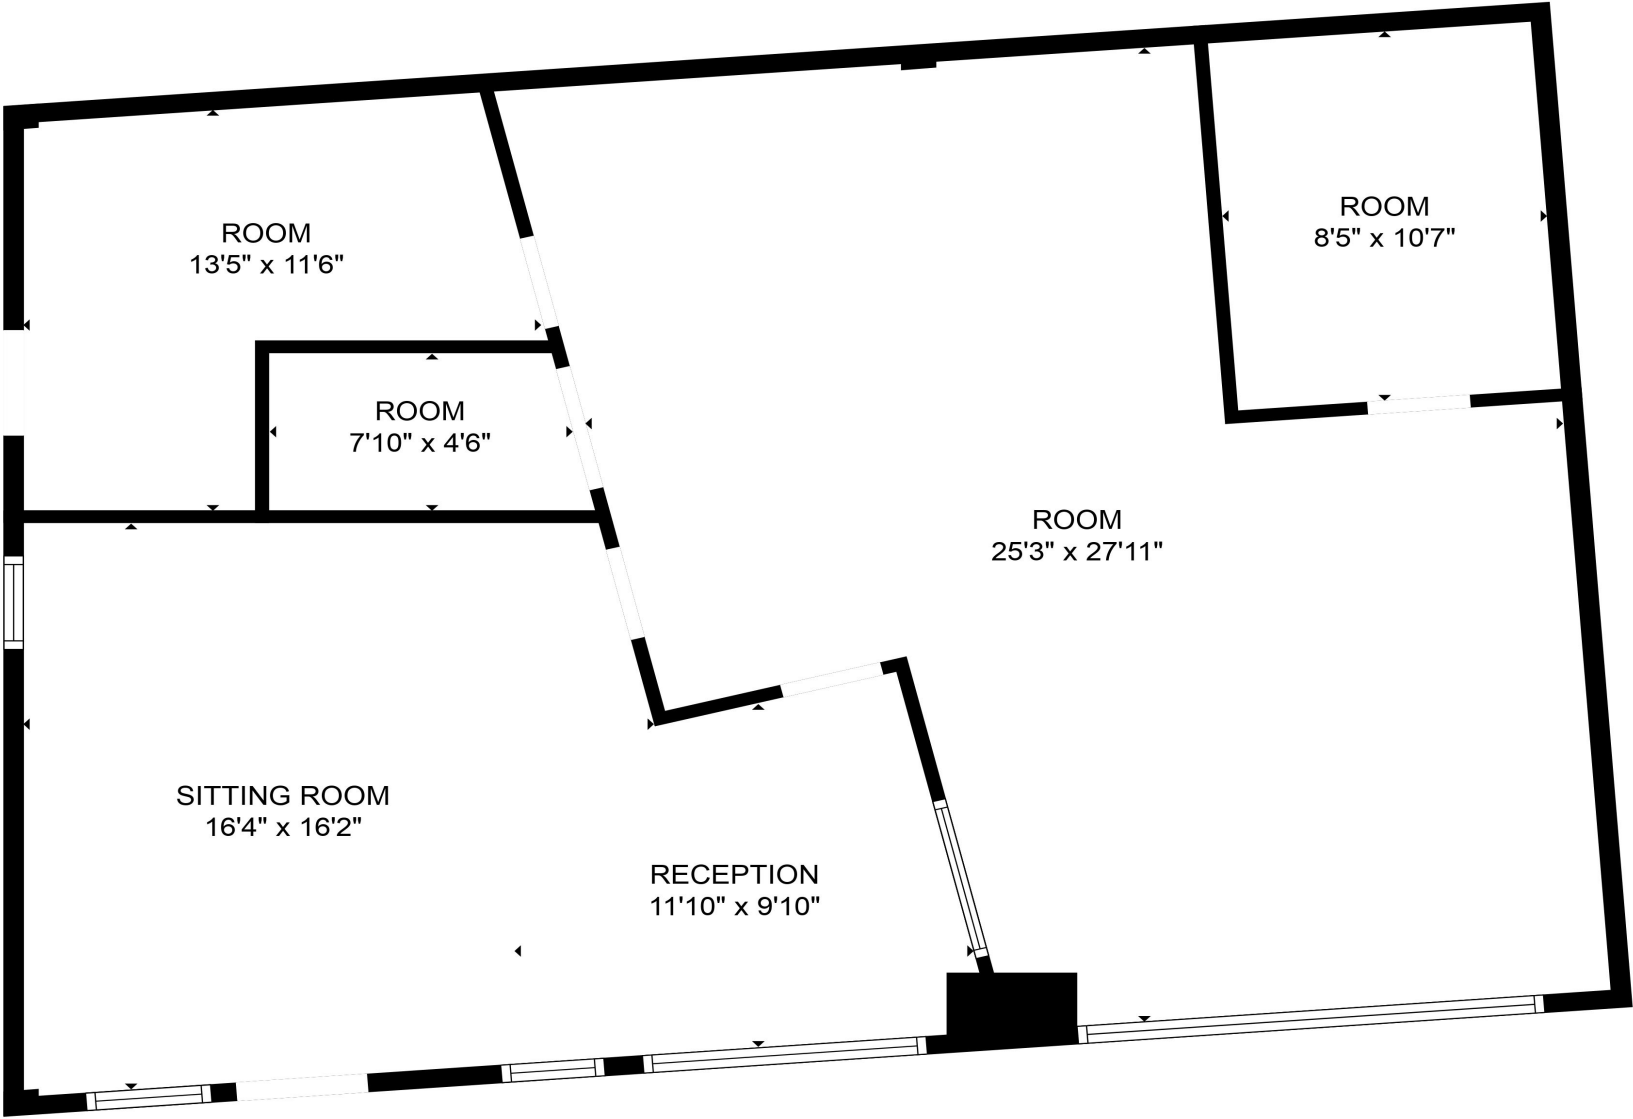 ROOM
13'5" x 11'6"
ROOM
8'5" x 10'7"
ROOM
7'10" x 4'6"
ROOM
25'3" x 27'11"
SITTING ROOM
16'4" x 16'2"
RECEPTION
11'10" x 9'10"